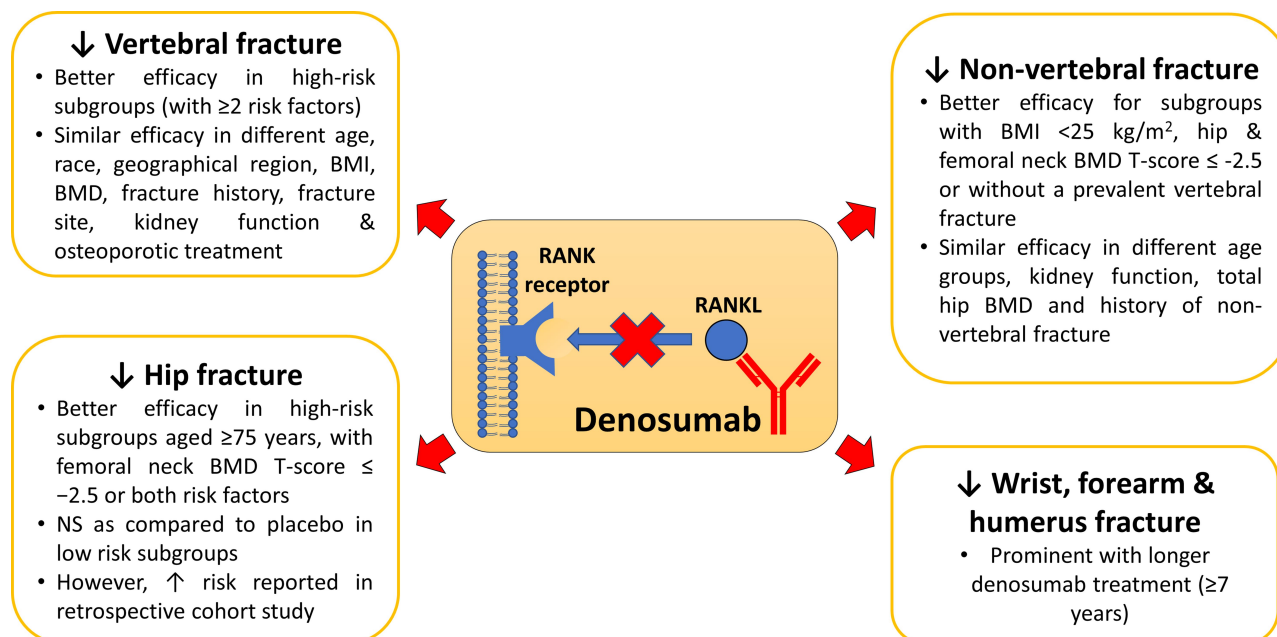 ↓ Vertebral fracture
• Better efficacy in high-risk
subgroups (with ≥2 risk factors)
• Similar efficacy in different age,
race, geographical region, BMI,
BMD, fracture history, fracture
site, kidney function &
osteoporotic treatment
↓ Hip fracture
• Better efficacy in high-risk
subgroups aged ≥75 years, with
femoral neck BMD T-score ≤
−2.5 or both risk factors
• NS as compared to placebo in
low risk subgroups
• However, ↑ risk reported in
retrospective cohort study
RANK
receptor
RANKL
Denosumab
↓ Non-vertebral fracture
• Better efficacy for subgroups
with BMI <25 kg/m², hip &
femoral neck BMD T-score ≤ -2.5
or without a prevalent vertebral
fracture
• Similar efficacy in different age
groups, kidney function, total
hip BMD and history of non-
vertebral fracture
↓ Wrist, forearm &
humerus fracture
• Prominent with longer
denosumab treatment (≥7
years)